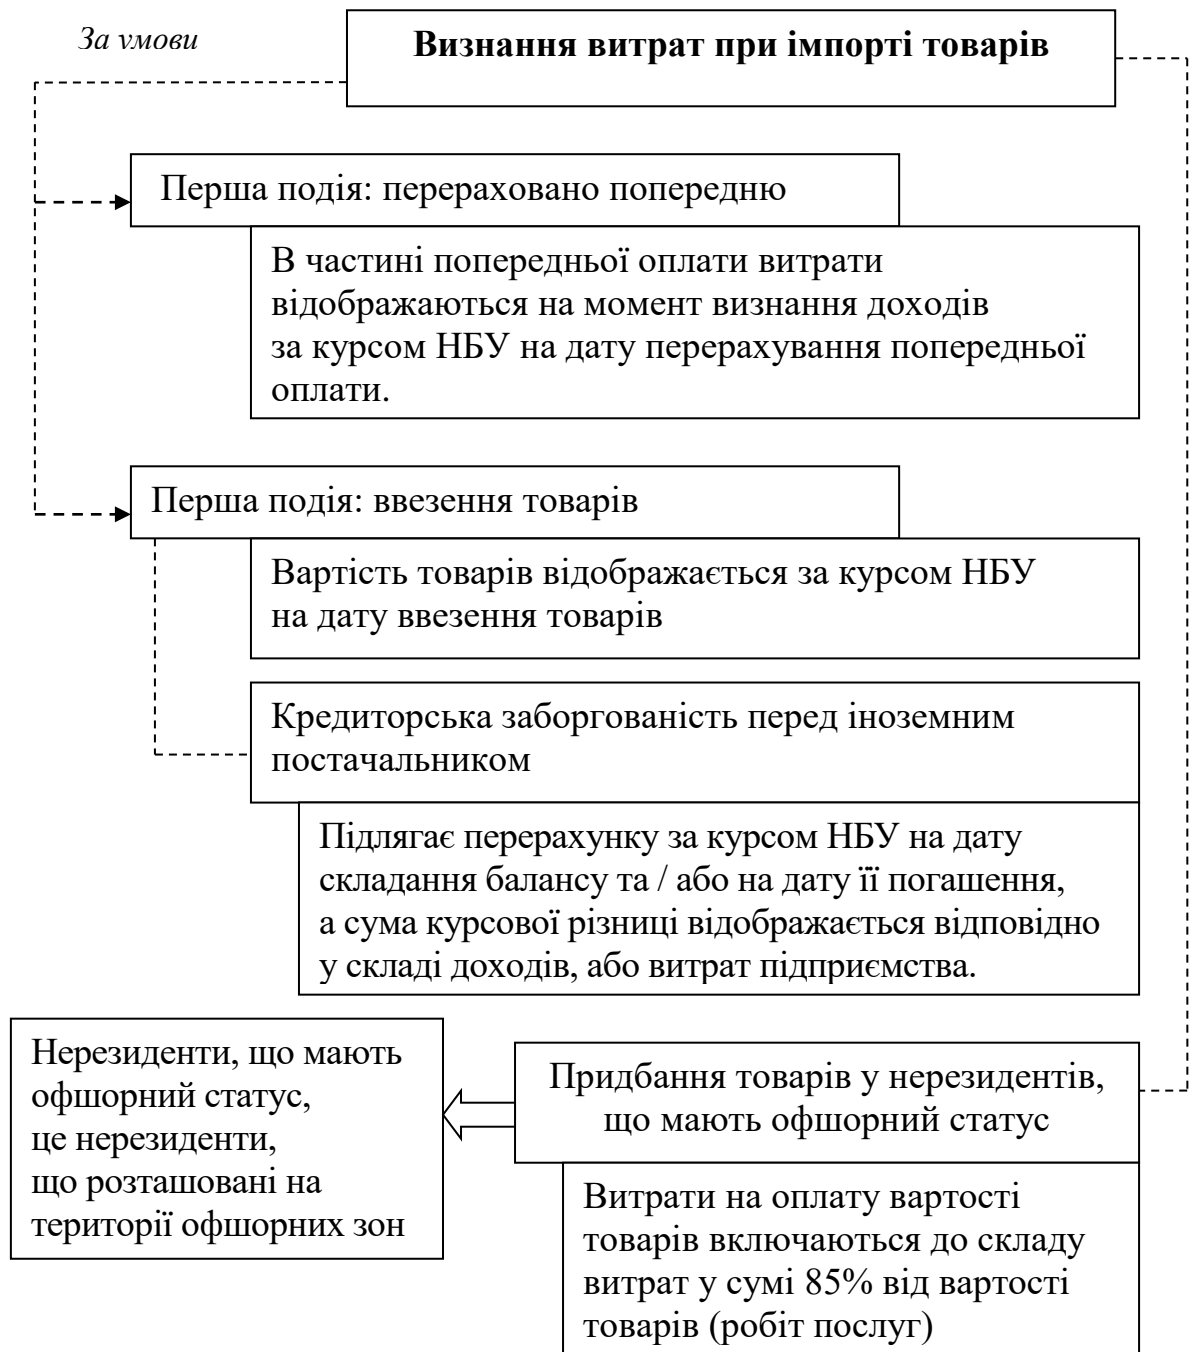 За умови
Визнання витрат при імпорті товарів
Перша подія: перераховано попередню
В частині попередньої оплати витрати
відображаються на момент визнання доходів
за курсом НБУ на дату перерахування попередньої
оплати.
Перша подія: ввезення товарів
Вартість товарів відображається за курсом НБУ
на дату ввезення товарів
Кредиторська заборгованість перед іноземним
постачальником
Підлягає перерахунку за курсом НБУ на дату
складання балансу та / або на дату її погашення,
а сума курсової різниці відображається відповідно
у складі доходів, або витрат підприємства.
Нерезиденти, що мають
офшорний статус,
це нерезиденти,
що розташовані на
території офшорних зон
Придбання товарів у нерезидентів,
що мають офшорний статус
Витрати на оплату вартості
товарів включаються до складу
витрат у сумі 85% від вартості
товарів (робіт послуг)